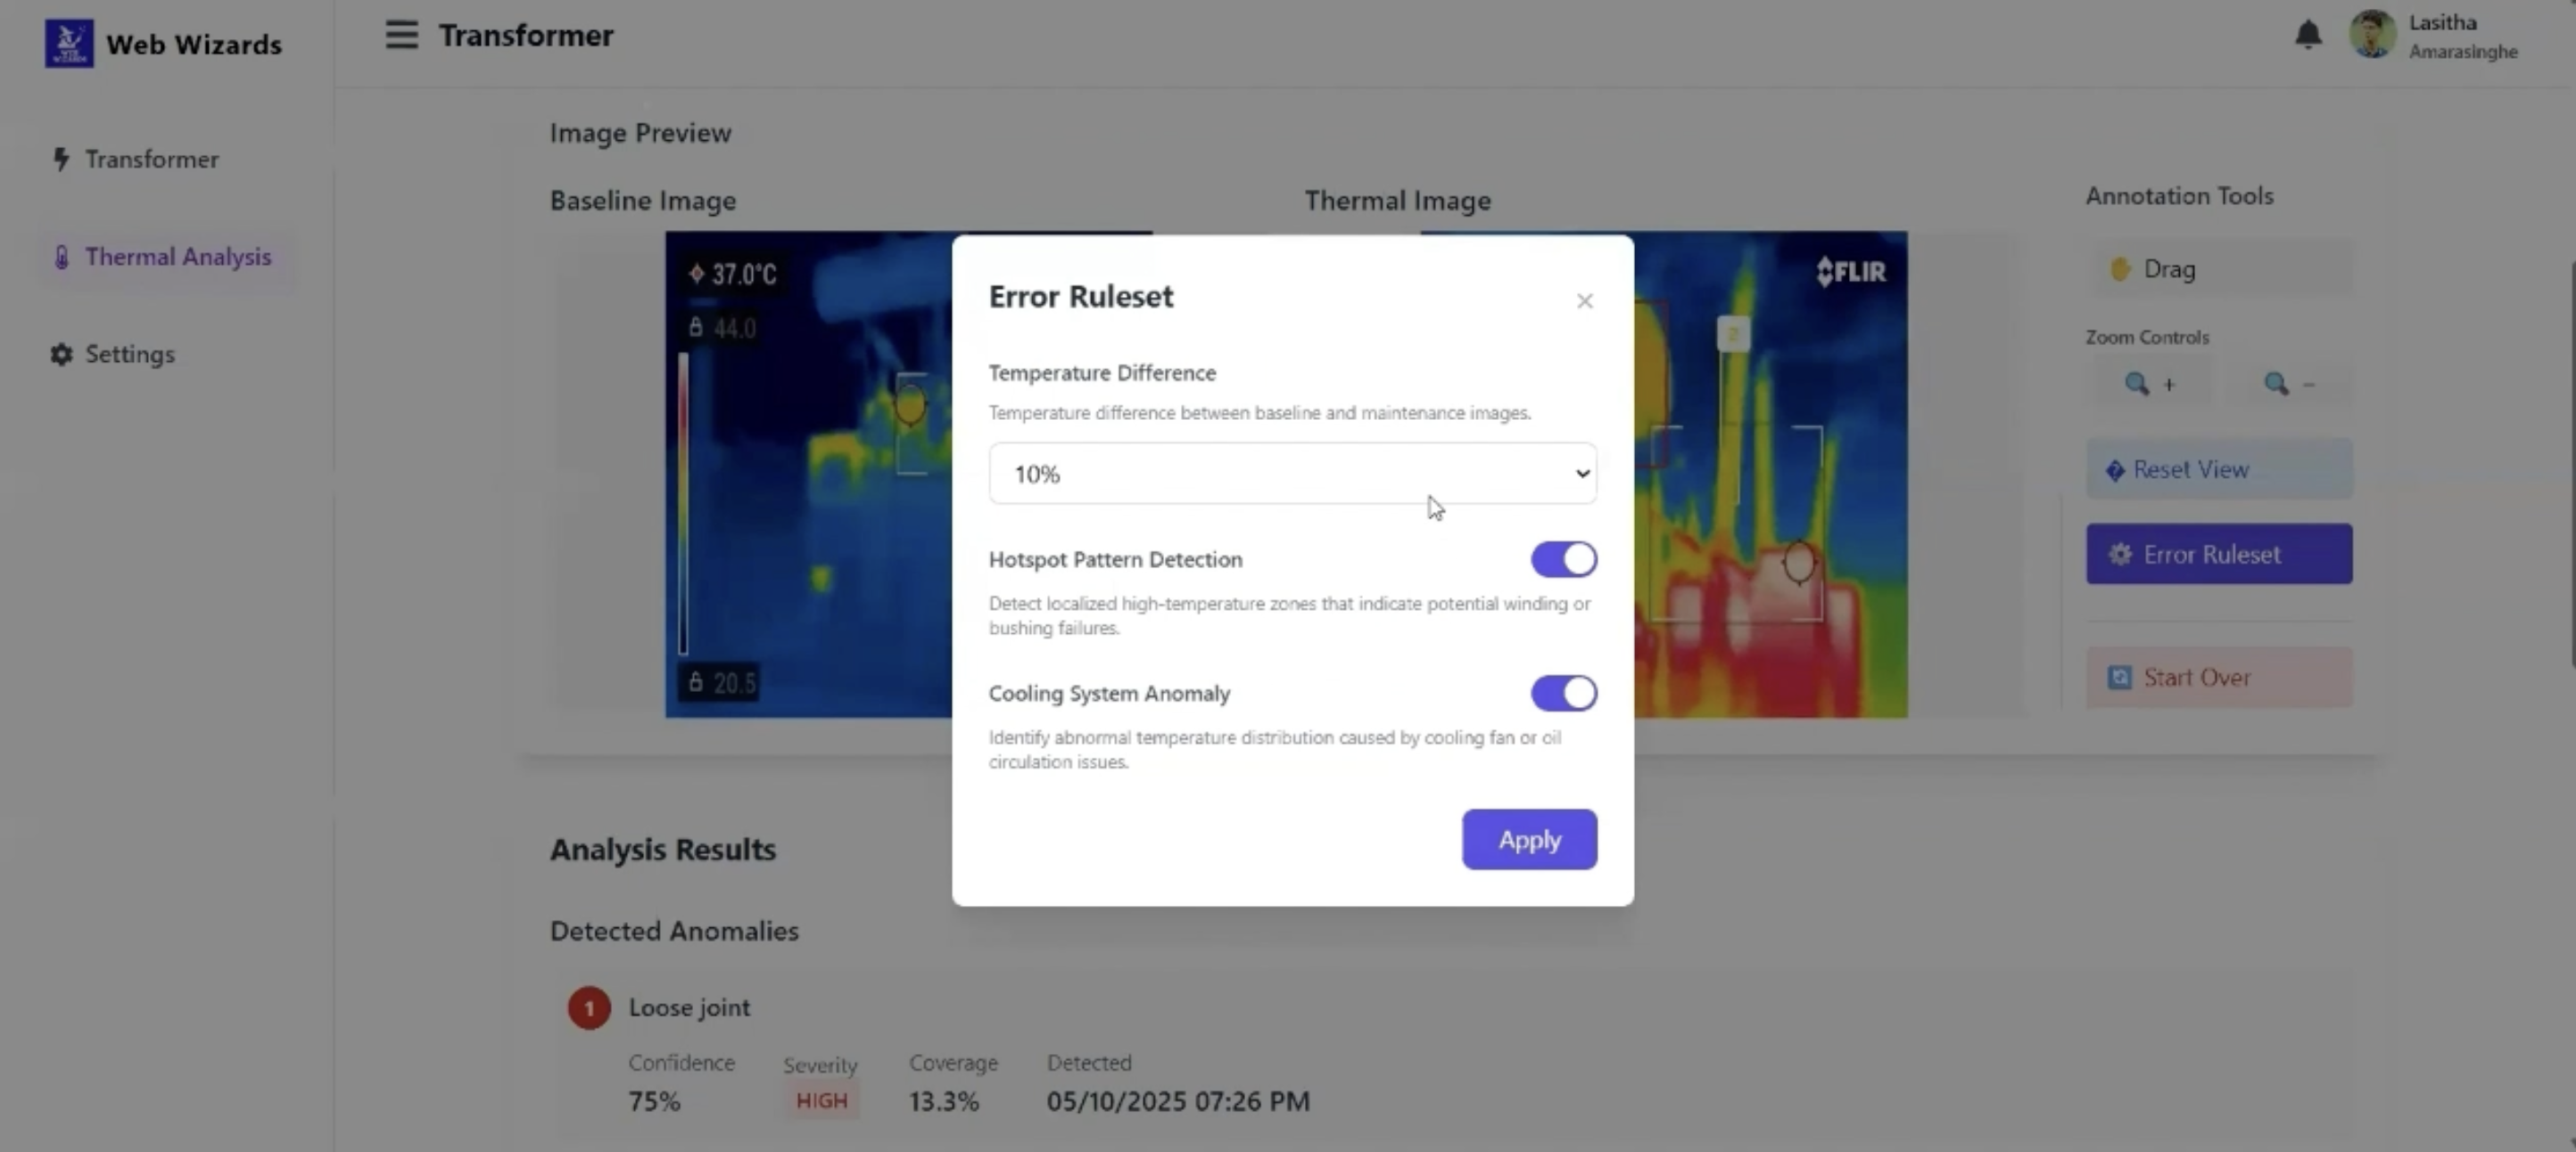 Web Wizards
Transformer
Lasitha
Amarasinghe
Transformer
Thermal Analysis
Settings
Image Preview
Baseline Image
Thermal Image
Annotation Tools
37.0°C
44.0
20.5
FLIR
2
Drag
Zoom Controls
+
−
Reset View
Error Ruleset
Start Over
Error Ruleset
×
Temperature Difference
Temperature difference between baseline and maintenance images.
10%
Hotspot Pattern Detection
Detect localized high-temperature zones that indicate potential winding or
bushing failures.
Cooling System Anomaly
Identify abnormal temperature distribution caused by cooling fan or oil
circulation issues.
Apply
Analysis Results
Detected Anomalies
1 Loose joint
Confidence Severity Coverage Detected
75% HIGH 13.3% 05/10/2025 07:26 PM